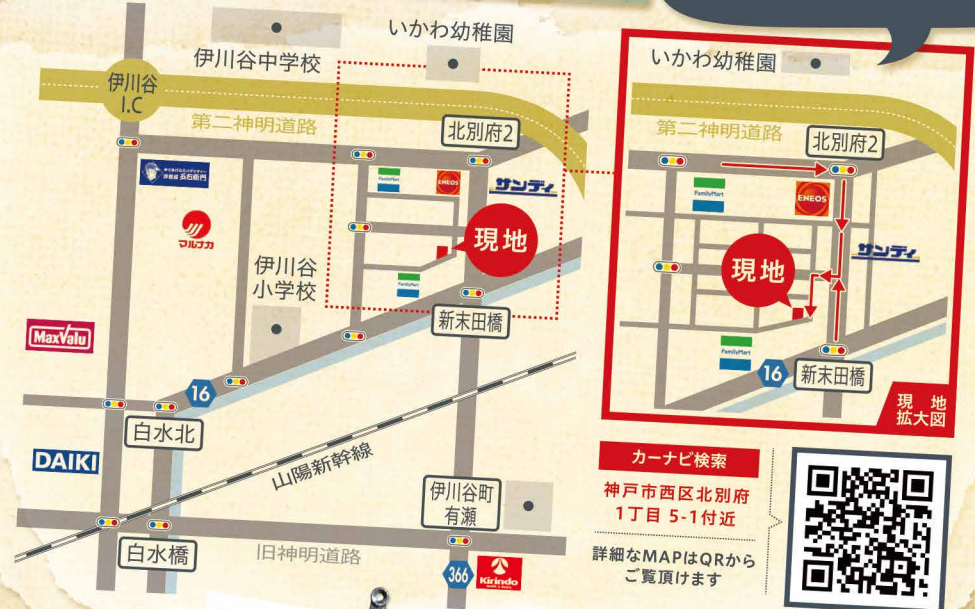 いかわ幼稚園
伊川谷中学校
伊川谷
I.C
第二神明道路
北別府2
FamilyMart
ENEOS
サンディ
マルナカ
現地
伊川谷
小学校
FamilyMart
新末田橋
MaxValu
16
白水北
DAIKI
山陽新幹線
伊川谷町
有瀬
白水橋
旧神明道路
366
Kirindo
いかわ幼稚園
第二神明道路
北別府2
FamilyMart
ENEOS
サンディ
現地
FamilyMart
16
新末田橋
現地
拡大図
カーナビ検索
神戸市西区北別府
1丁目 5-1付近
詳細なMAPはQRから
ご覧頂けます